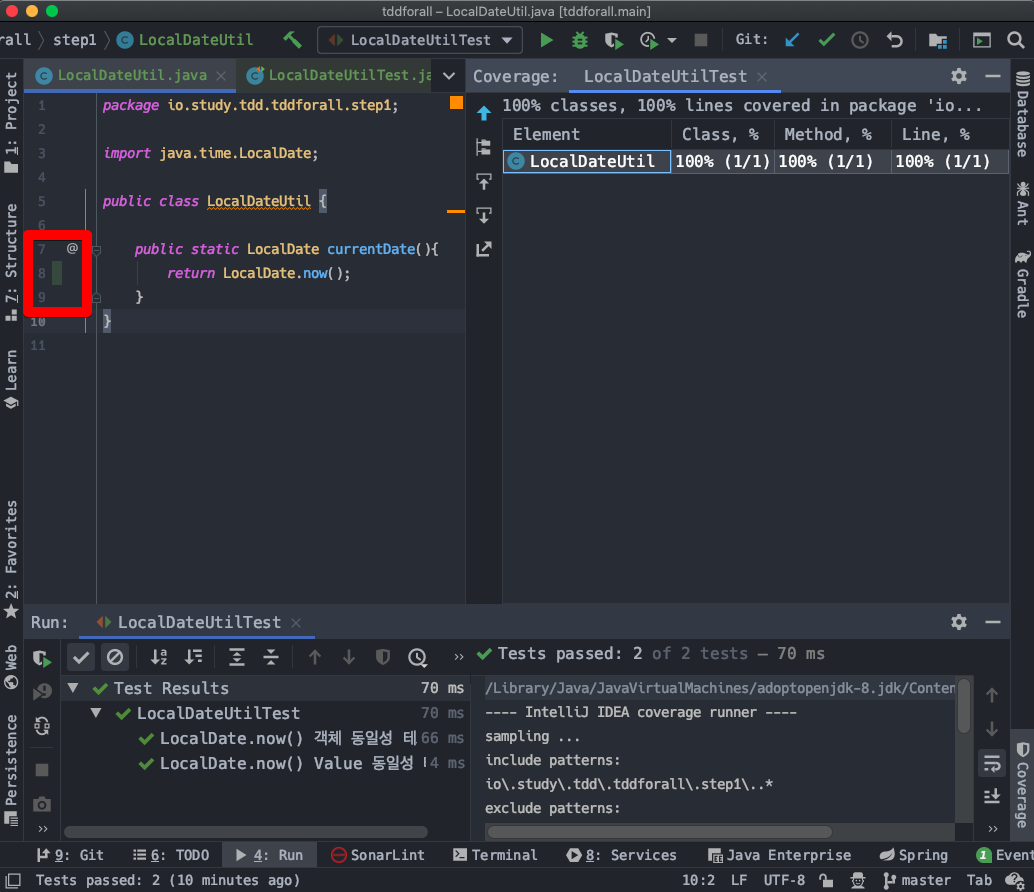 tddforall – LocalDateUtil.java [tddforall.main]
rall step1 LocalDateUtil LocalDateUtilTest Git:
LocalDateUtil.java LocalDateUtilTest.ja
1 package io.study.tdd.tddforall.step1;
2
3 import java.time.LocalDate;
4
5 public class LocalDateUtil {
6
7 @ public static LocalDate currentDate(){
8 return LocalDate.now();
9 }
10 }
11
Coverage: LocalDateUtilTest
100% classes, 100% lines covered in package 'io...
Element Class, % Method, % Line, %
LocalDateUtil 100% (1/1) 100% (1/1) 100% (1/1)
1: Project
7: Structure
Learn
2: Favorites
Web
Persistence
Database
Ant
Gradle
Coverage
Run: LocalDateUtilTest
Tests passed: 2 of 2 tests – 70 ms
Test Results 70 ms
LocalDateUtilTest 70 ms
LocalDate.now() 객체 동일성 테 66 ms
LocalDate.now() Value 동일성 4 ms
/Library/Java/JavaVirtualMachines/adoptopenjdk-8.jdk/Conten
---- IntelliJ IDEA coverage runner ----
sampling ...
include patterns:
io\.study\.tdd\.tddforall\.step1\..*
exclude patterns:
9: Git 6: TODO 4: Run SonarLint Terminal 8: Services Java Enterprise Spring 1 Event
Tests passed: 2 (10 minutes ago) 10:2 LF UTF-8 master Tab